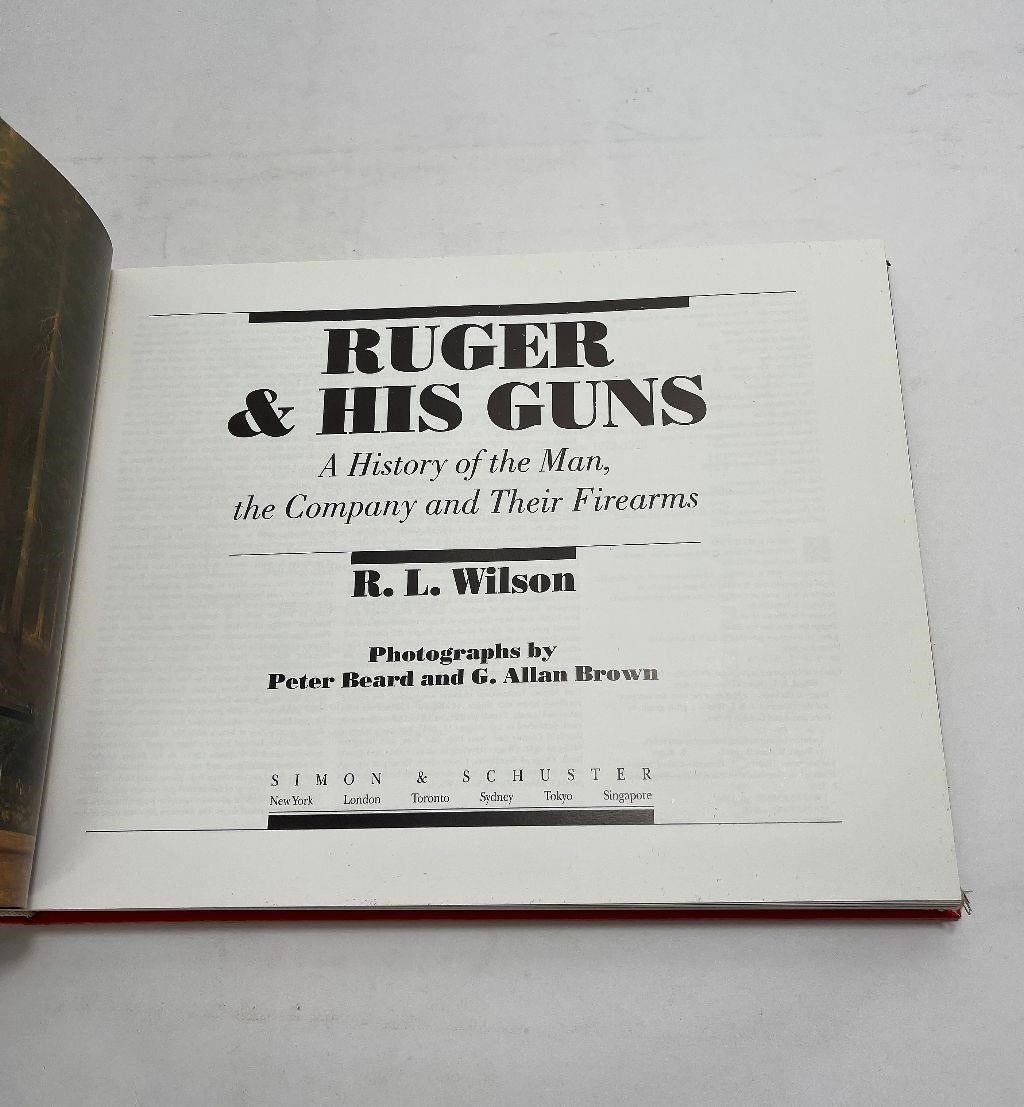 RUGER
& HIS GUNS
A History of the Man,
the Company and Their Firearms
R. L. Wilson
Photographs by
Peter Beard and G. Allan Brown
SIMON & SCHUSTER
New York London Toronto Sydney Tokyo Singapore